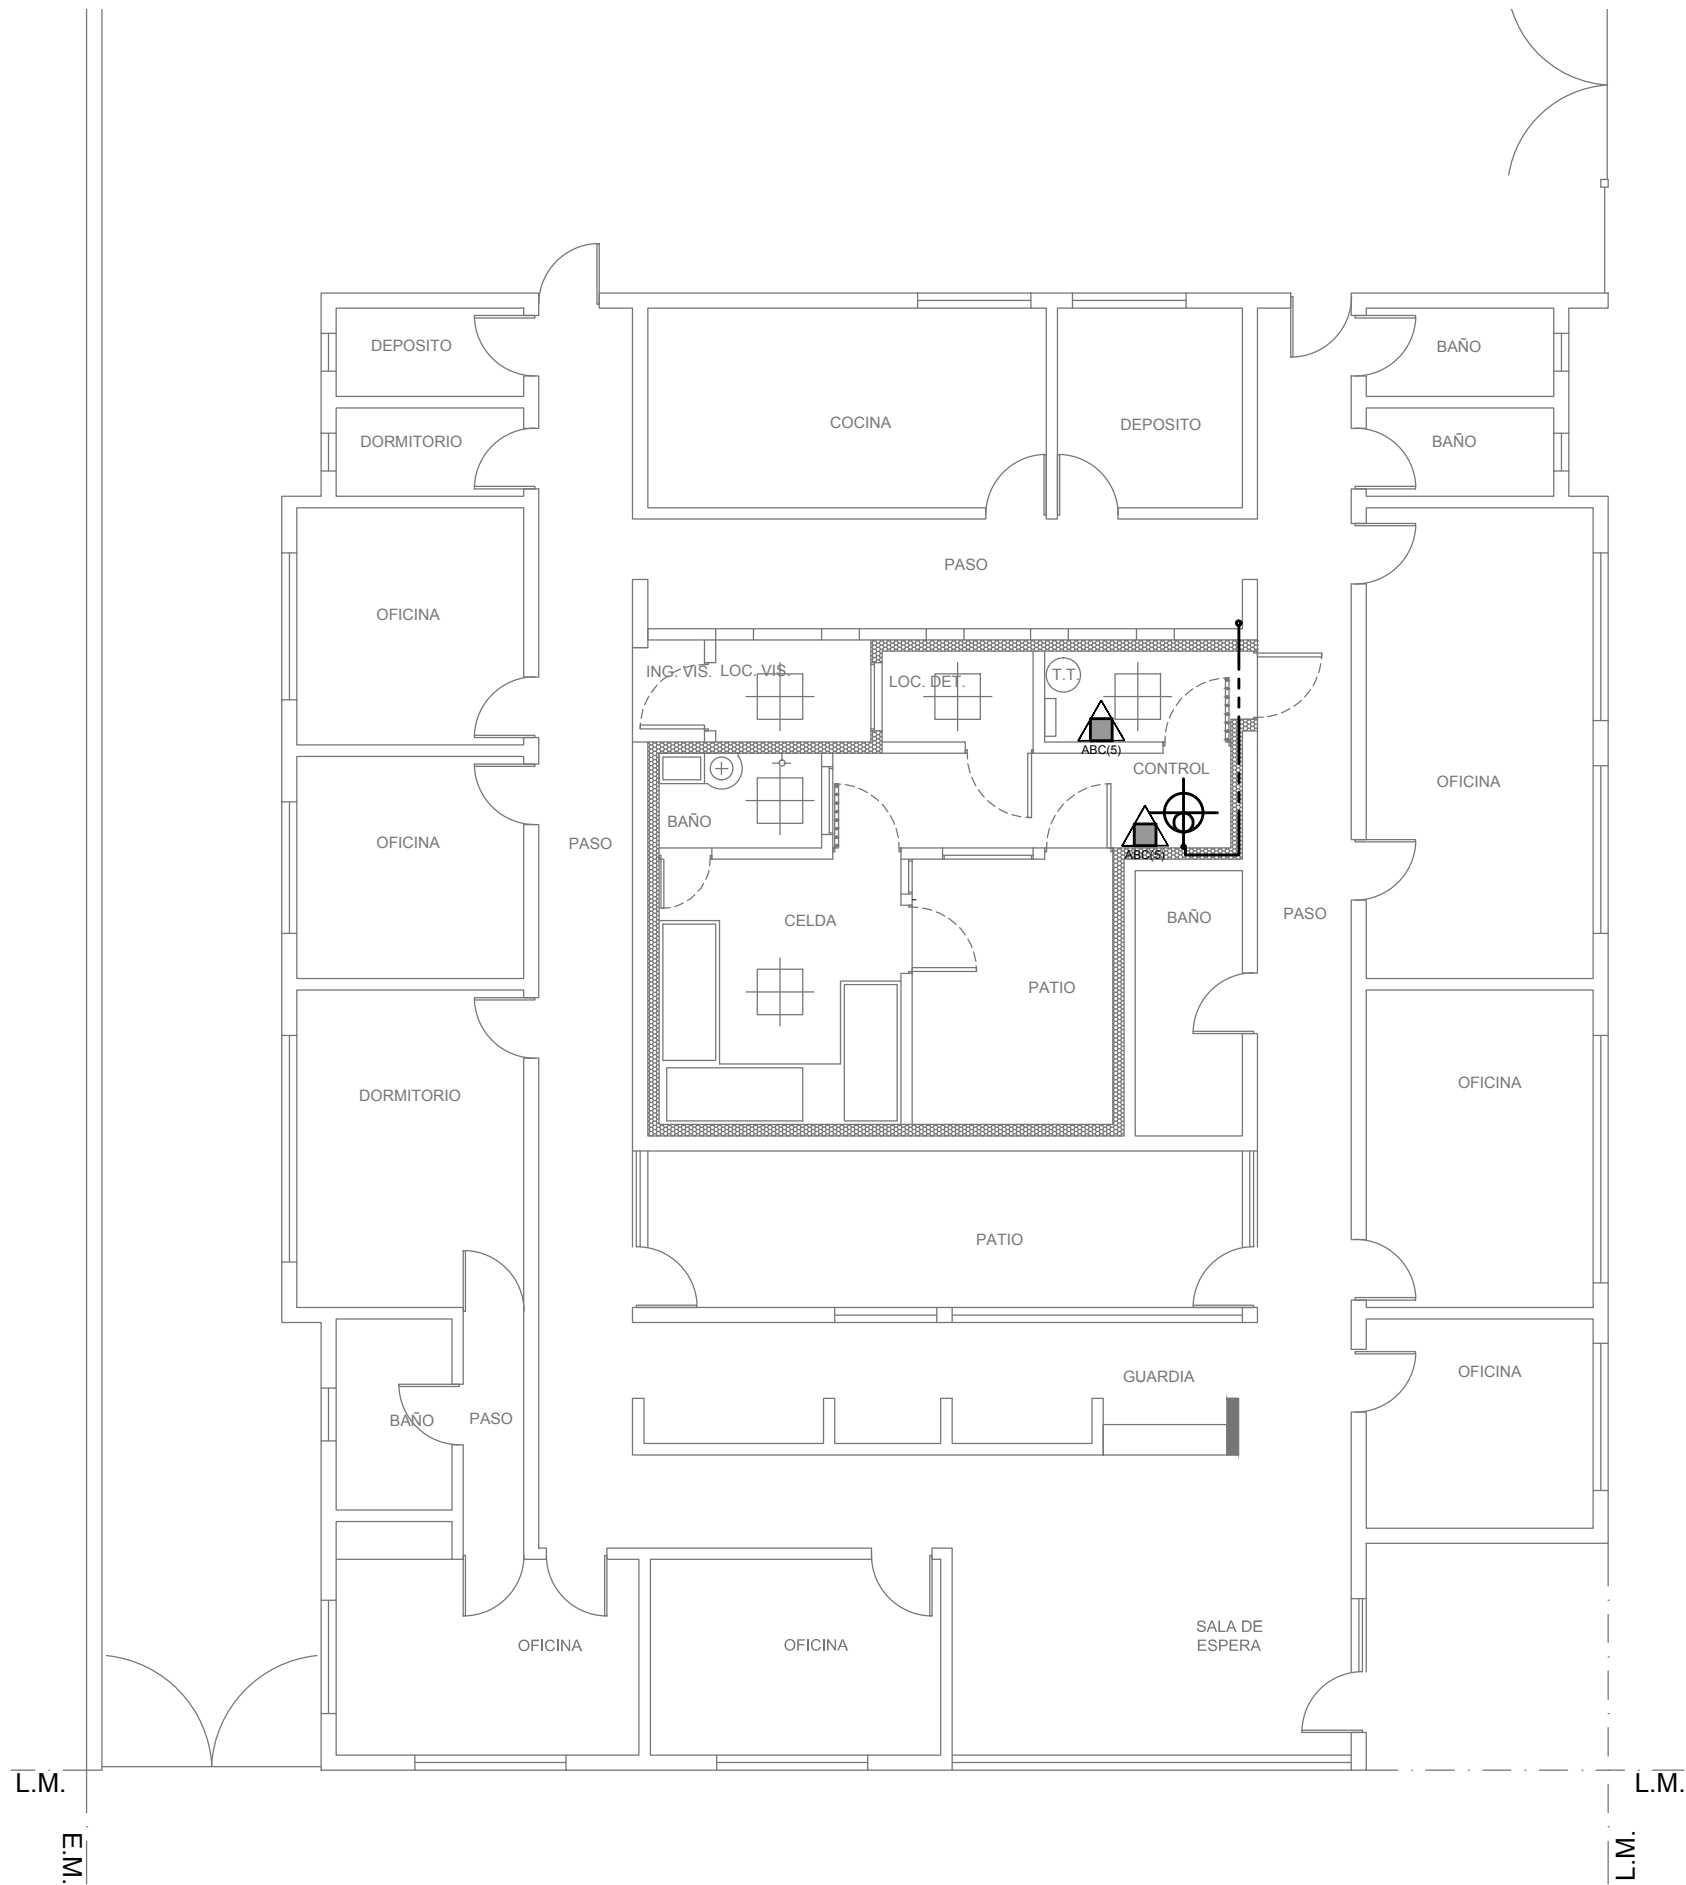 DEPOSITO
BAÑO
COCINA
DEPOSITO
DORMITORIO
BAÑO
PASO
OFICINA
ING. VIS.
LOC. VIS.
LOC. DET.
T.T.
ABC(5)
CONTROL
OFICINA
BAÑO
OFICINA
PASO
ABC(5)
CELDA
BAÑO
PASO
PATIO
DORMITORIO
OFICINA
PATIO
GUARDIA
OFICINA
BAÑO
PASO
SALA DE
ESPERA
OFICINA
OFICINA
L.M.
L.M.
E.M.
L.M.